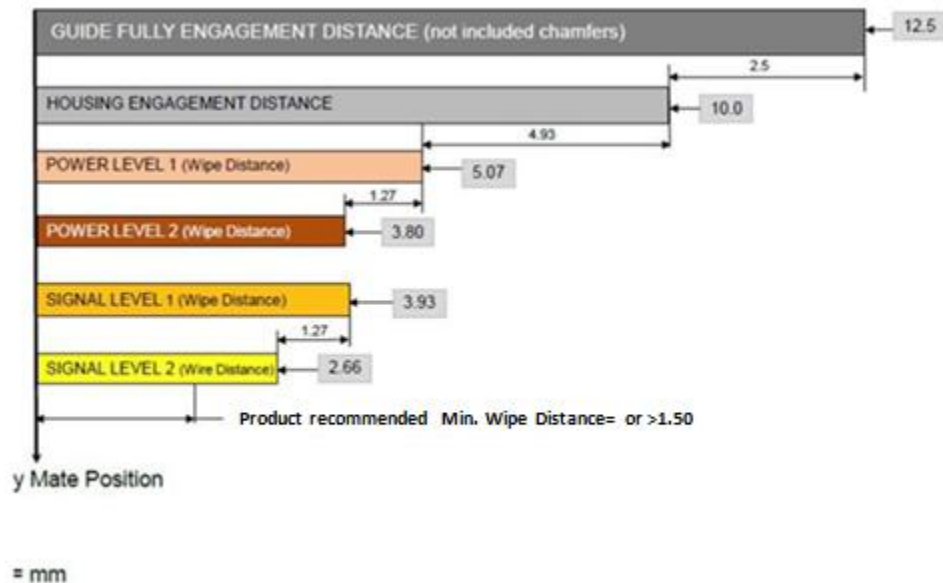 GUIDE FULLY ENGAGEMENT DISTANCE (not included chamfers)
12.5
2.5
HOUSING ENGAGEMENT DISTANCE
10.0
4.93
POWER LEVEL 1 (Wipe Distance)
5.07
1.27
POWER LEVEL 2 (Wipe Distance)
3.80
SIGNAL LEVEL 1 (Wipe Distance)
3.93
1.27
SIGNAL LEVEL 2 (Wire Distance)
2.66
Product recommended Min. Wipe Distance= or >1.50
y Mate Position
= mm